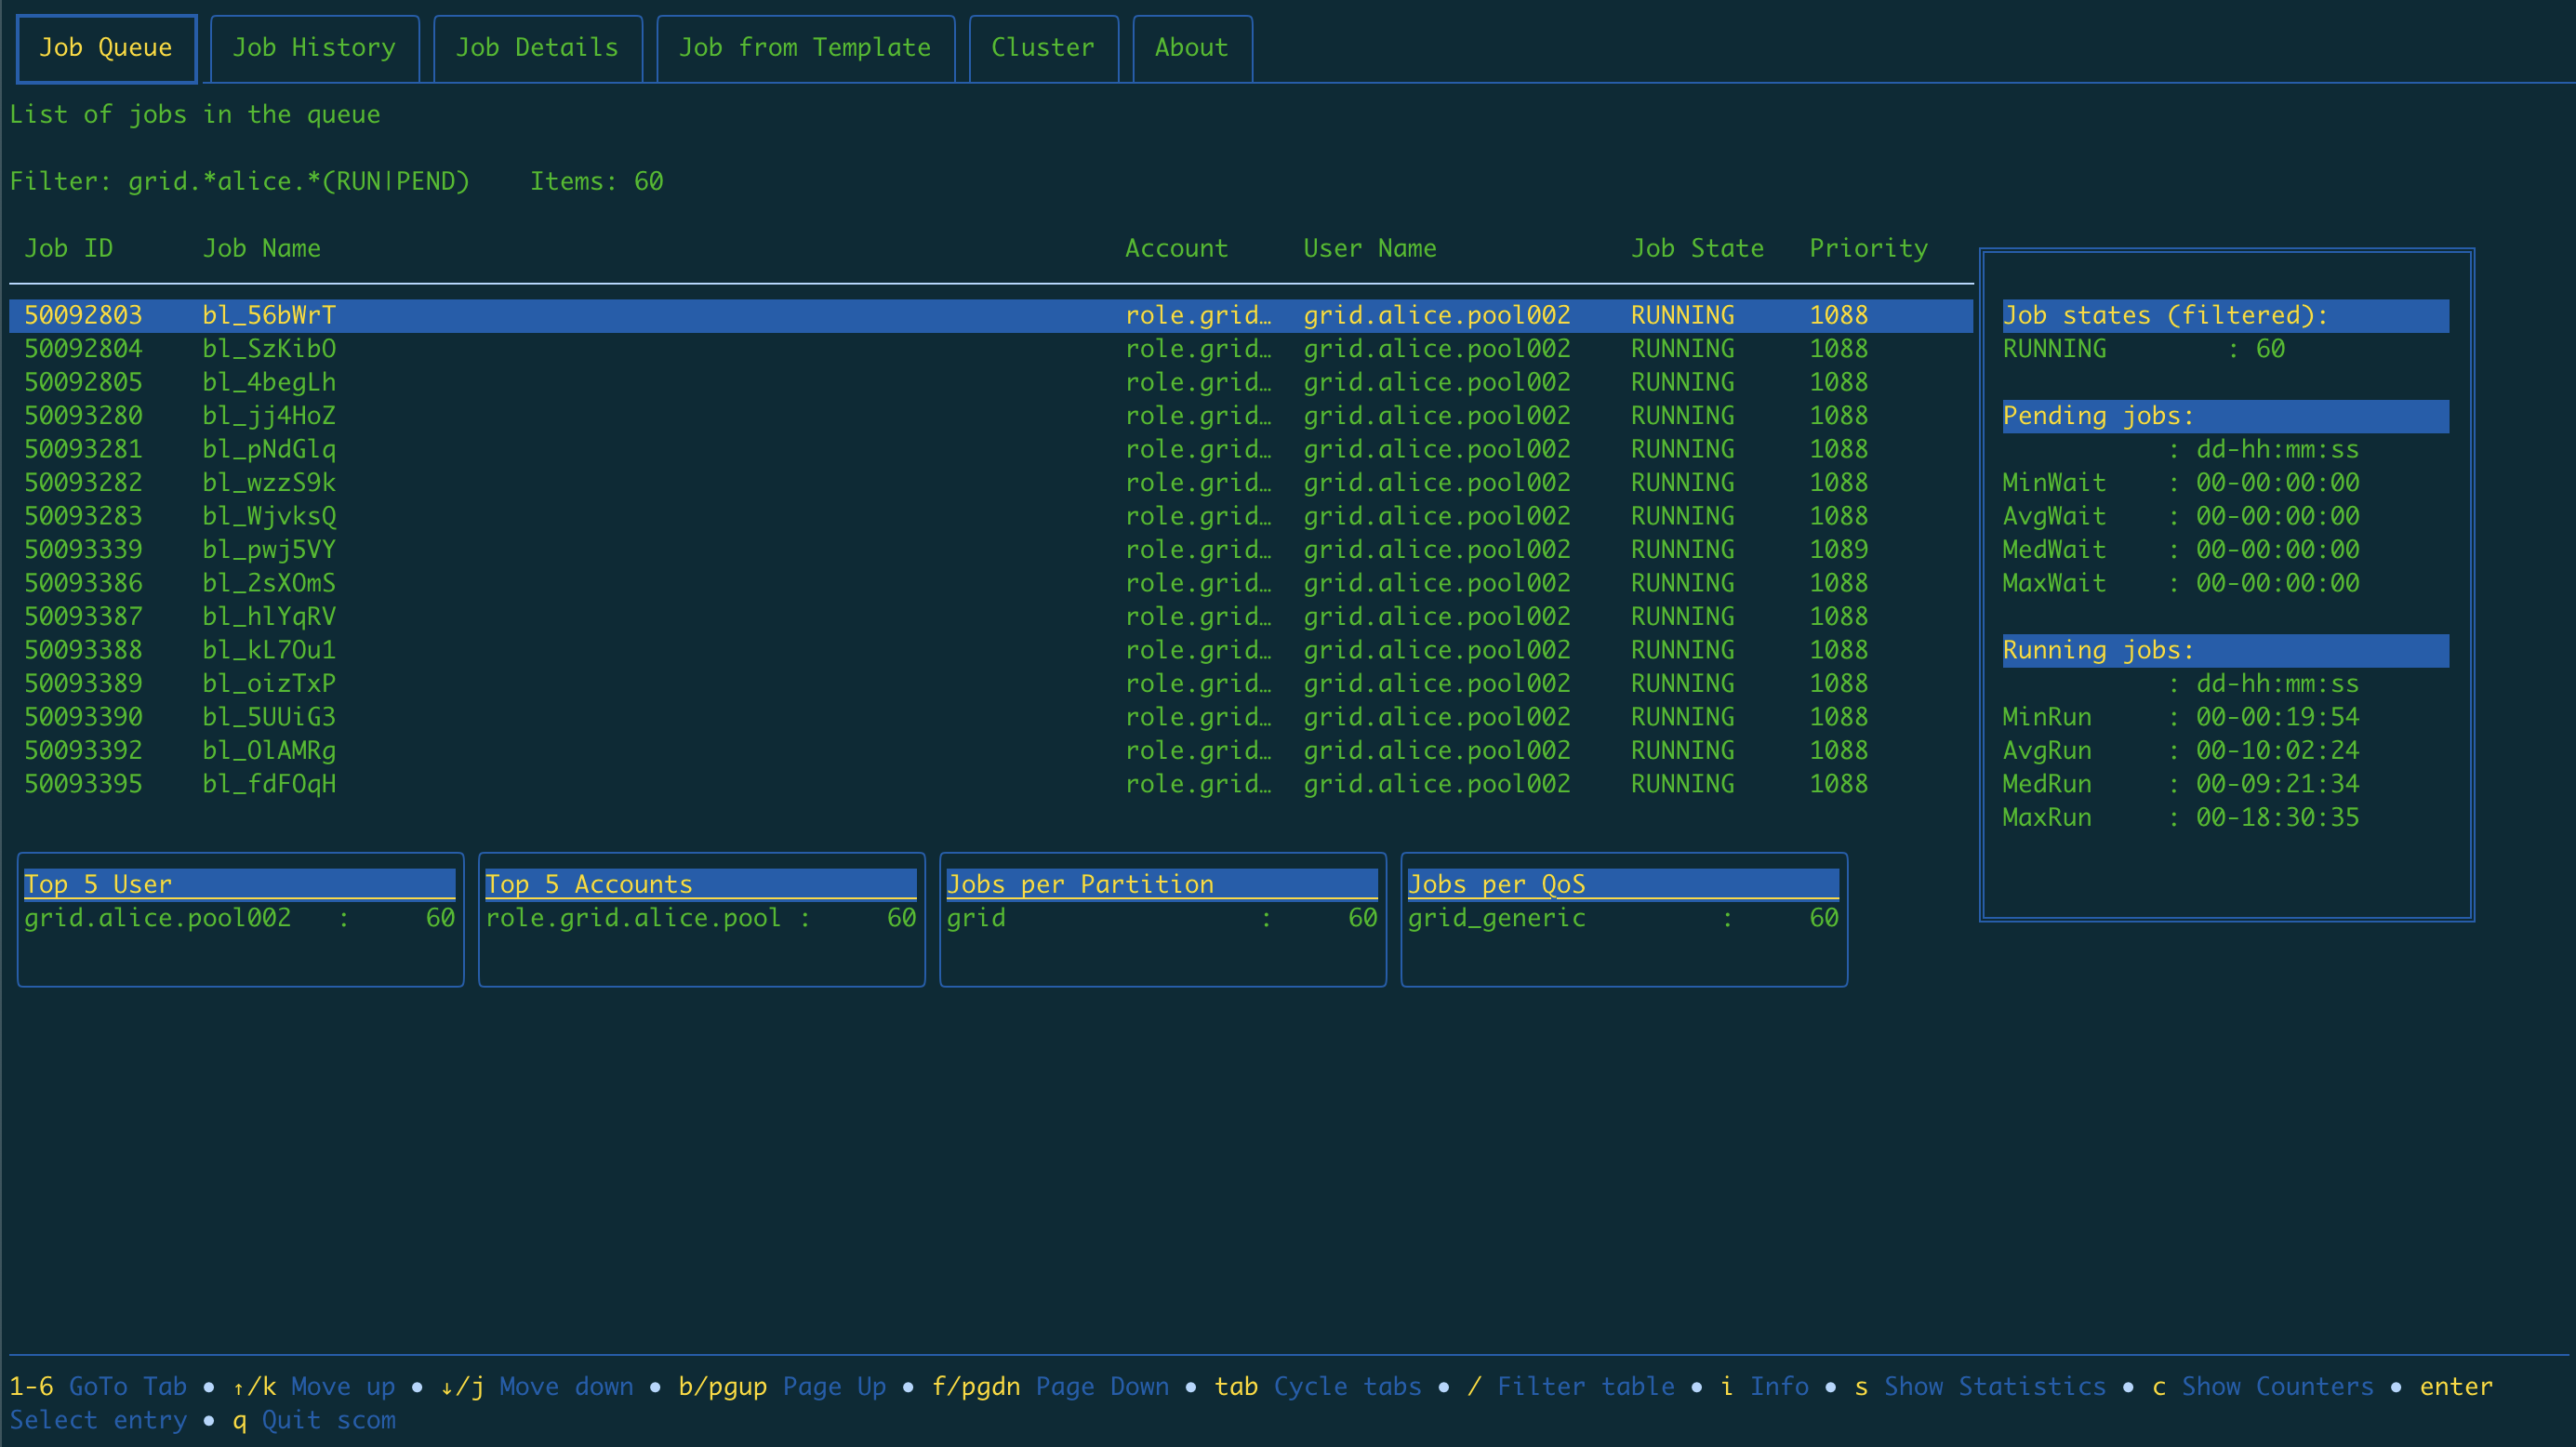 Job Queue Job History Job Details Job from Template Cluster About
List of jobs in the queue
Filter: grid.*alice.*(RUN|PEND) Items: 60
Job ID Job Name Account User Name Job State Priority
50092803 bl_56bWrT role.grid… grid.alice.pool002 RUNNING 1088
50092804 bl_SzKibO role.grid… grid.alice.pool002 RUNNING 1088
50092805 bl_4begLh role.grid… grid.alice.pool002 RUNNING 1088
50093280 bl_jj4HoZ role.grid… grid.alice.pool002 RUNNING 1088
50093281 bl_pNdGlq role.grid… grid.alice.pool002 RUNNING 1088
50093282 bl_wzzS9k role.grid… grid.alice.pool002 RUNNING 1088
50093283 bl_WjvksQ role.grid… grid.alice.pool002 RUNNING 1088
50093339 bl_pwj5VY role.grid… grid.alice.pool002 RUNNING 1089
50093386 bl_2sXOmS role.grid… grid.alice.pool002 RUNNING 1088
50093387 bl_hlYqRV role.grid… grid.alice.pool002 RUNNING 1088
50093388 bl_kL7Ou1 role.grid… grid.alice.pool002 RUNNING 1088
50093389 bl_oizTxP role.grid… grid.alice.pool002 RUNNING 1088
50093390 bl_5UUiG3 role.grid… grid.alice.pool002 RUNNING 1088
50093392 bl_OlAMRg role.grid… grid.alice.pool002 RUNNING 1088
50093395 bl_fdFOqH role.grid… grid.alice.pool002 RUNNING 1088
Job states (filtered):
RUNNING : 60
Pending jobs:
: dd-hh:mm:ss
MinWait : 00-00:00:00
AvgWait : 00-00:00:00
MedWait : 00-00:00:00
MaxWait : 00-00:00:00
Running jobs:
: dd-hh:mm:ss
MinRun : 00-00:19:54
AvgRun : 00-10:02:24
MedRun : 00-09:21:34
MaxRun : 00-18:30:35
Top 5 User
grid.alice.pool002 : 60
Top 5 Accounts
role.grid.alice.pool : 60
Jobs per Partition
grid : 60
Jobs per QoS
grid_generic : 60
1-6 GoTo Tab • ↑/k Move up • ↓/j Move down • b/pgup Page Up • f/pgdn Page Down • tab Cycle tabs • / Filter table • i Info • s Show Statistics • c Show Counters • enter
Select entry • q Quit scom